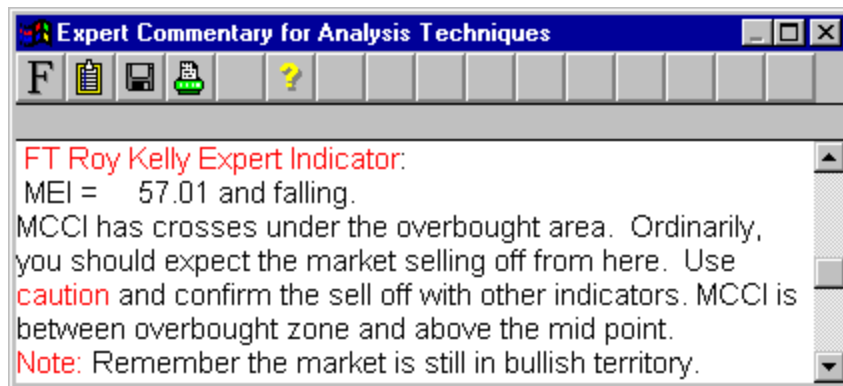 Expert Commentary for Analysis Techniques
F ?
FT Roy Kelly Expert Indicator:
MEI = 57.01 and falling.
MCCI has crosses under the overbought area. Ordinarily,
you should expect the market selling off from here. Use
caution and confirm the sell off with other indicators. MCCI is
between overbought zone and above the mid point.
Note: Remember the market is still in bullish territory.